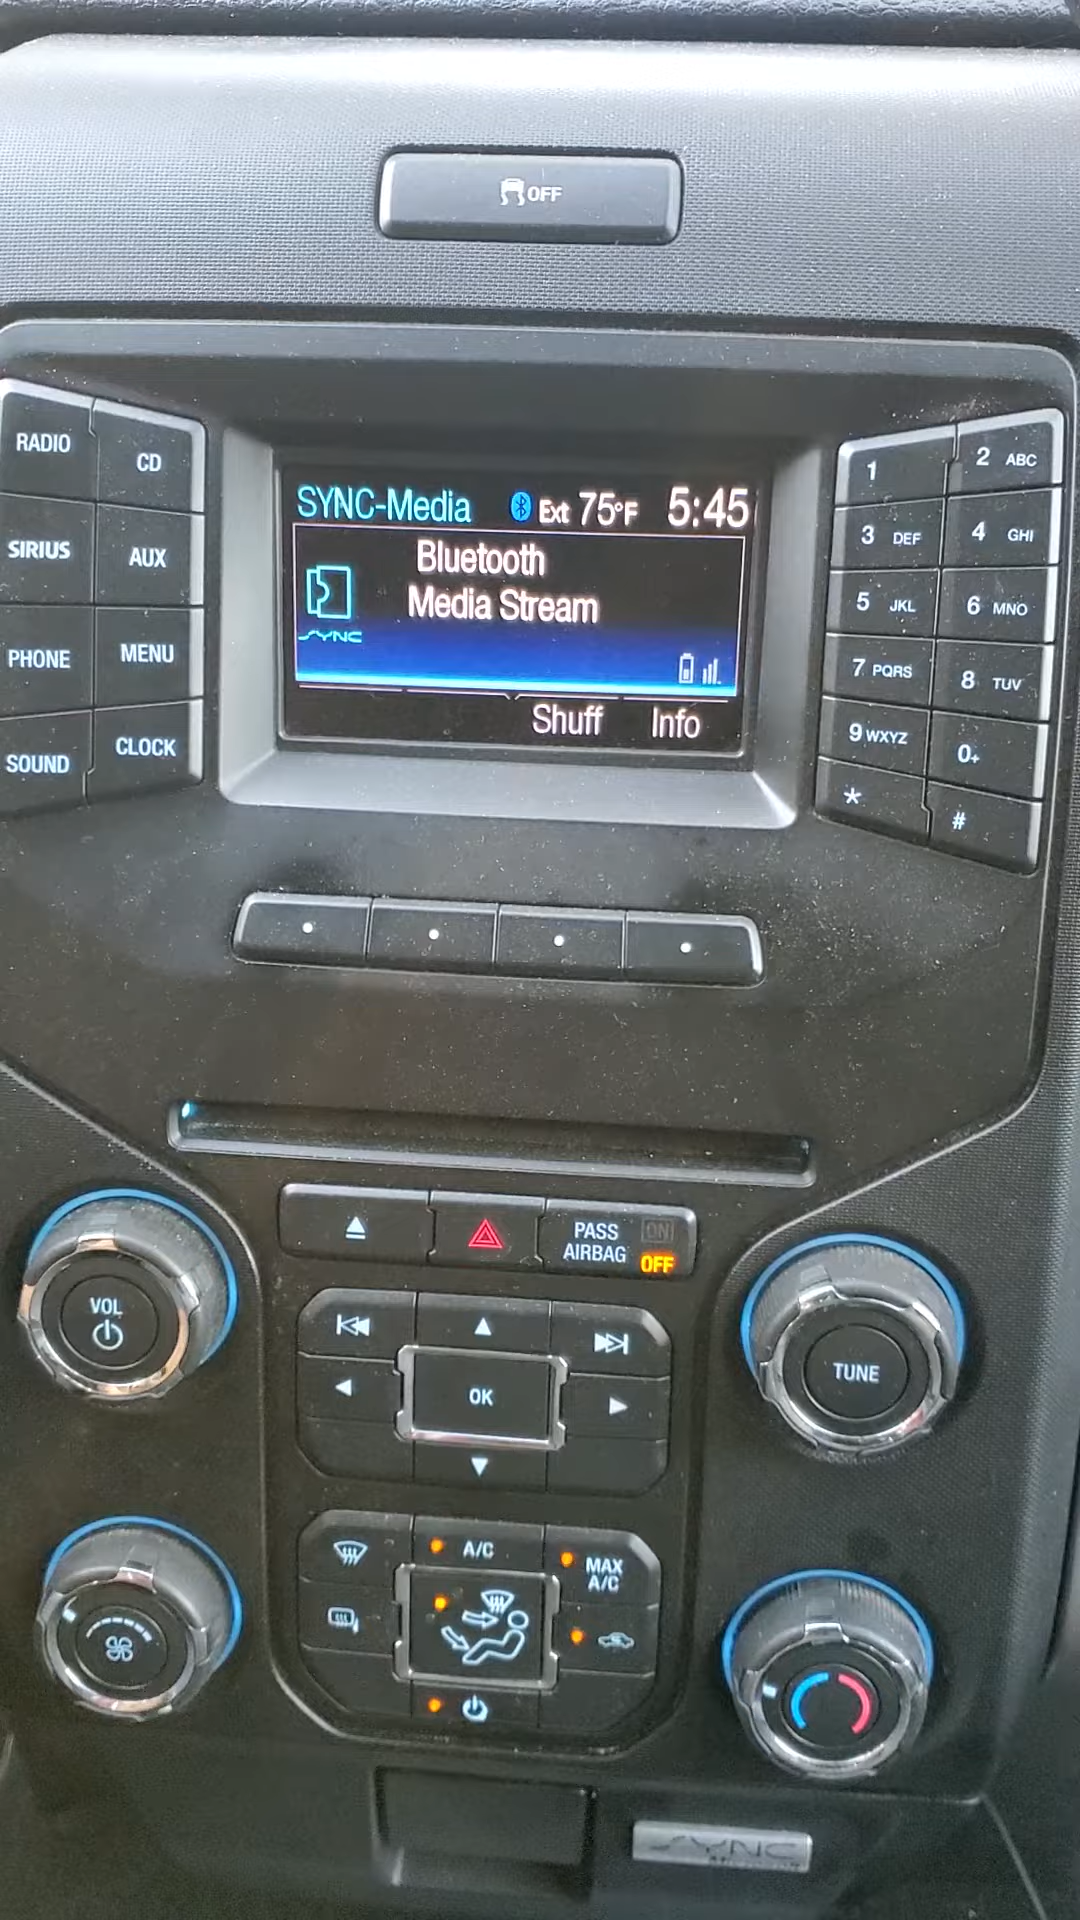 OFF
RADIO
CD
SIRIUS
AUX
PHONE
MENU
SOUND
CLOCK
SYNC-Media Ext 75°F 5:45
Bluetooth
Media Stream
SYNC
Shuff Info
1
2 ABC
3 DEF
4 GHI
5 JKL
6 MNO
7 PQRS
8 TUV
9 WXYZ
0+
*
#
PASS AIRBAG ON
OFF
VOL
TUNE
OK
A/C
MAX
A/C
SYNC